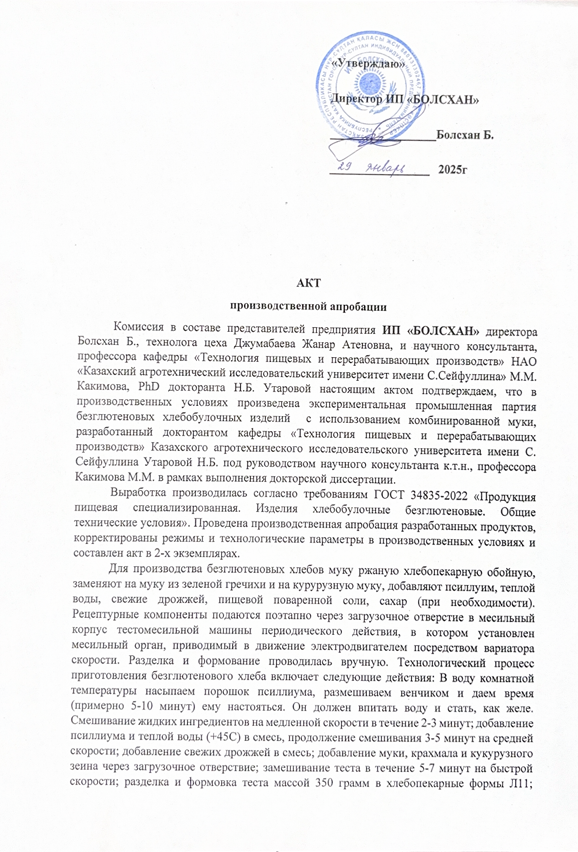 «Утверждаю»
Директор ИП «БОЛСХАН»
Болсхан Б.
29 январь 2025г
АКТ
производственной апробации
Комиссия в составе представителей предприятия ИП «БОЛСХАН» директора
Болсхан Б., технолога цеха Джумабаева Жанар Атеновна, и научного консультанта,
профессора кафедры «Технология пищевых и перерабатывающих производств» НАО
«Казахский агротехнический исследовательский университет имени С.Сейфуллина» М.М.
Какимова, PhD докторанта Н.Б. Утаровой настоящим актом подтверждаем, что в
производственных условиях произведена экспериментальная промышленная партия
безглютеновых хлебобулочных изделий с использованием комбинированной муки,
разработанный докторантом кафедры «Технология пищевых и перерабатывающих
производств» Казахского агротехнического исследовательского университета имени С.
Сейфуллина Утаровой Н.Б. под руководством научного консультанта к.т.н., профессора
Какимова М.М. в рамках выполнения докторской диссертации.
Выработка производилась согласно требованиям ГОСТ 34835-2022 «Продукция
пищевая специализированная. Изделия хлебобулочные безглютеновые. Общие
технические условия». Проведена производственная апробация разработанных продуктов,
корректированы режимы и технологические параметры в производственных условиях и
составлен акт в 2-х экземплярах.
Для производства безглютеновых хлебов муку ржаную хлебопекарную обойную,
заменяют на муку из зеленой гречихи и на курурузную муку, добавляют псиллуим, теплой
воды, свежие дрожжей, пищевой поваренной соли, сахар (при необходимости).
Рецептурные компоненты подаются поэтапно через загрузочное отверстие в месильный
корпус тестомесильной машины периодического действия, в котором установлен
месильный орган, приводимый в движение электродвигателем посредством вариатора
скорости. Разделка и формование проводилась вручную. Технологический процесс
приготовления безглютенового хлеба включает следующие действия: В воду комнатной
температуры насыпаем порошок псиллиума, размешиваем венчиком и даем время
(примерно 5-10 минут) ему настояться. Он должен впитать воду и стать, как желе.
Смешивание жидких ингредиентов на медленной скорости в течение 2-3 минут; добавление
псиллиума и теплой воды (+45С) в смесь, продолжение смешивания 3-5 минут на средней
скорости; добавление свежих дрожжей в смесь; добавление муки, крахмала и кукурузного
зеина через загрузочное отверствие; замешивание теста в течение 5-7 минут на быстрой
скорости; разделка и формовка теста массой 350 грамм в хлебопекарные формы Л11;